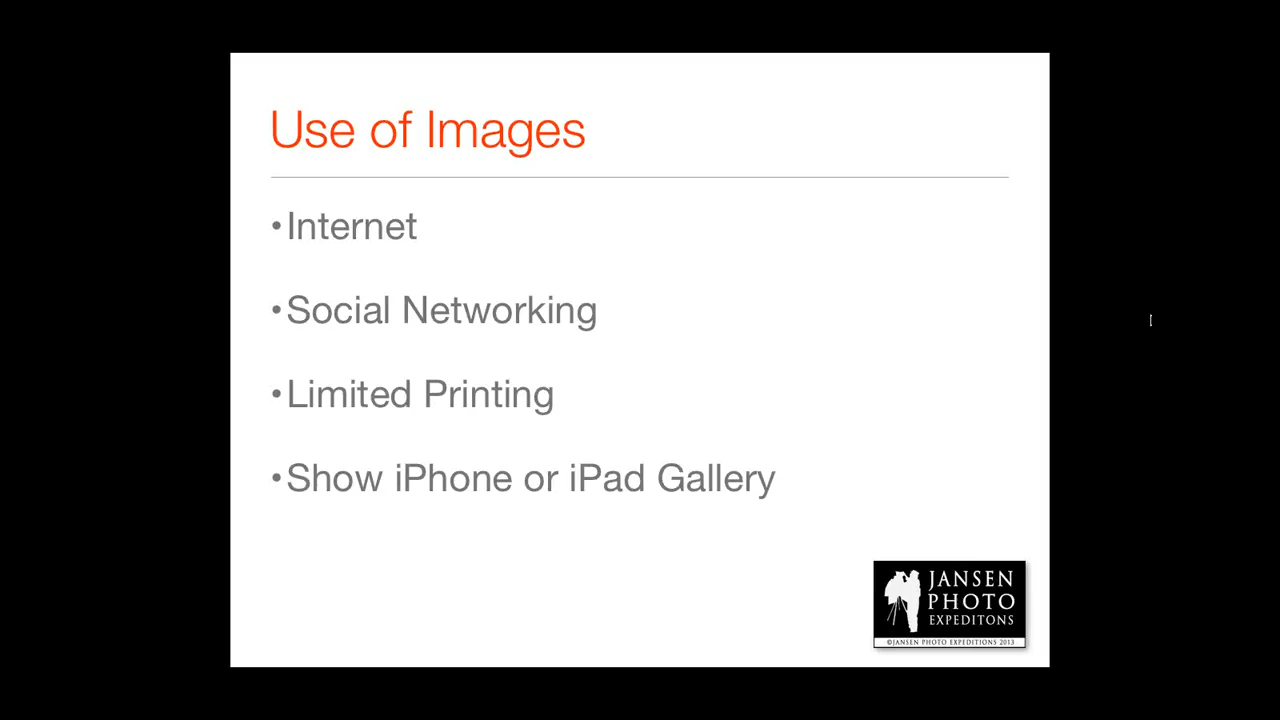 Use of Images
•Internet
•Social Networking
•Limited Printing
•Show iPhone or iPad Gallery
JANSEN
PHOTO
EXPEDITONS
©JANSEN PHOTO EXPEDITIONS 2013